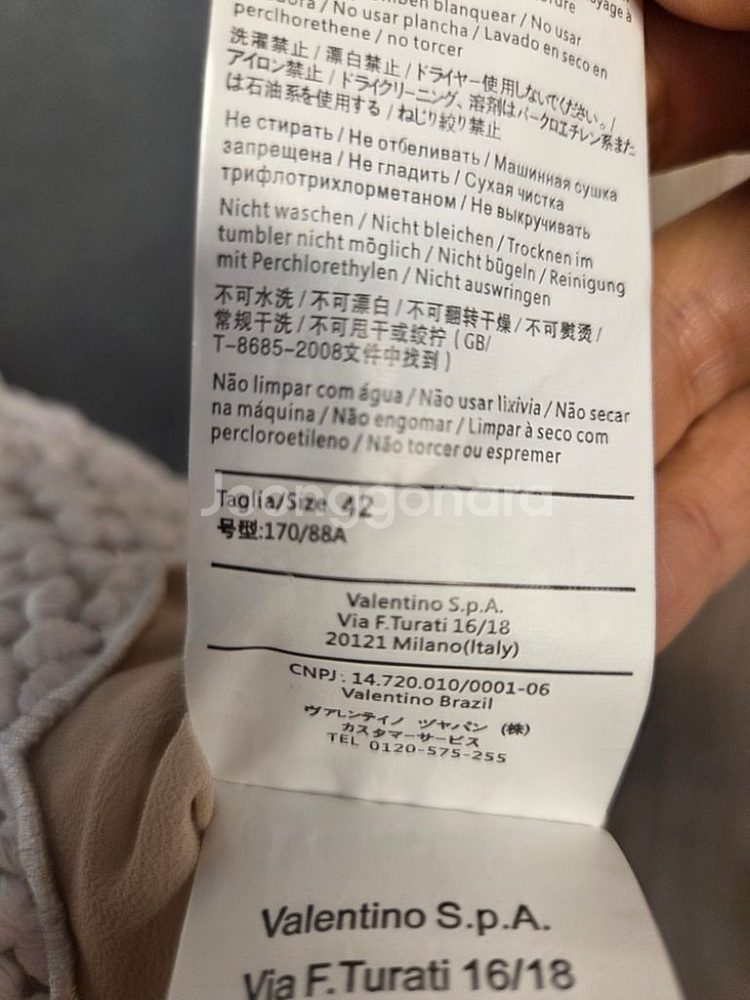 blanquear / No usar
No usar plancha / Lavado en seco en
perclhorethene / no torcer
洗濯禁止 / 漂白禁止 / ドライヤー使用しないでください。/
アイロン禁止 / ドライクリーニング、溶剤はパークロエチレン系また
は石油系を使用する / ねじり絞り禁止
Не стирать / Не отбеливать / Машинная сушка
запрещена / Не гладить / Сухая чистка
трифлотрихлорметаном / Не выкручивать
Nicht waschen / Nicht bleichen / Trocknen im
tumbler nicht möglich / Nicht bügeln / Reinigung
mit Perchlorethylen / Nicht auswringen
不可水洗 / 不可漂白 / 不可翻转干燥 / 不可熨烫 /
常规干洗 / 不可甩干或绞拧 ( GB/
T-8685-2008文件中找到 )
Não limpar com água / Não usar lixivia / Não secar
na máquina / Não engomar / Limpar à seco com
percloroetileno / Não torcer ou espremer
Taglia/Size 42
Joonggonara
号型:170/88A
Valentino S.p.A.
Via F.Turati 16/18
20121 Milano(Italy)
CNPJ: 14.720.010/0001-06
Valentino Brazil
ヴァレンティノ ヅャパン (株)
カスタマーサービス
TEL 0120-575-255
Valentino S.p.A.
Via F.Turati 16/18